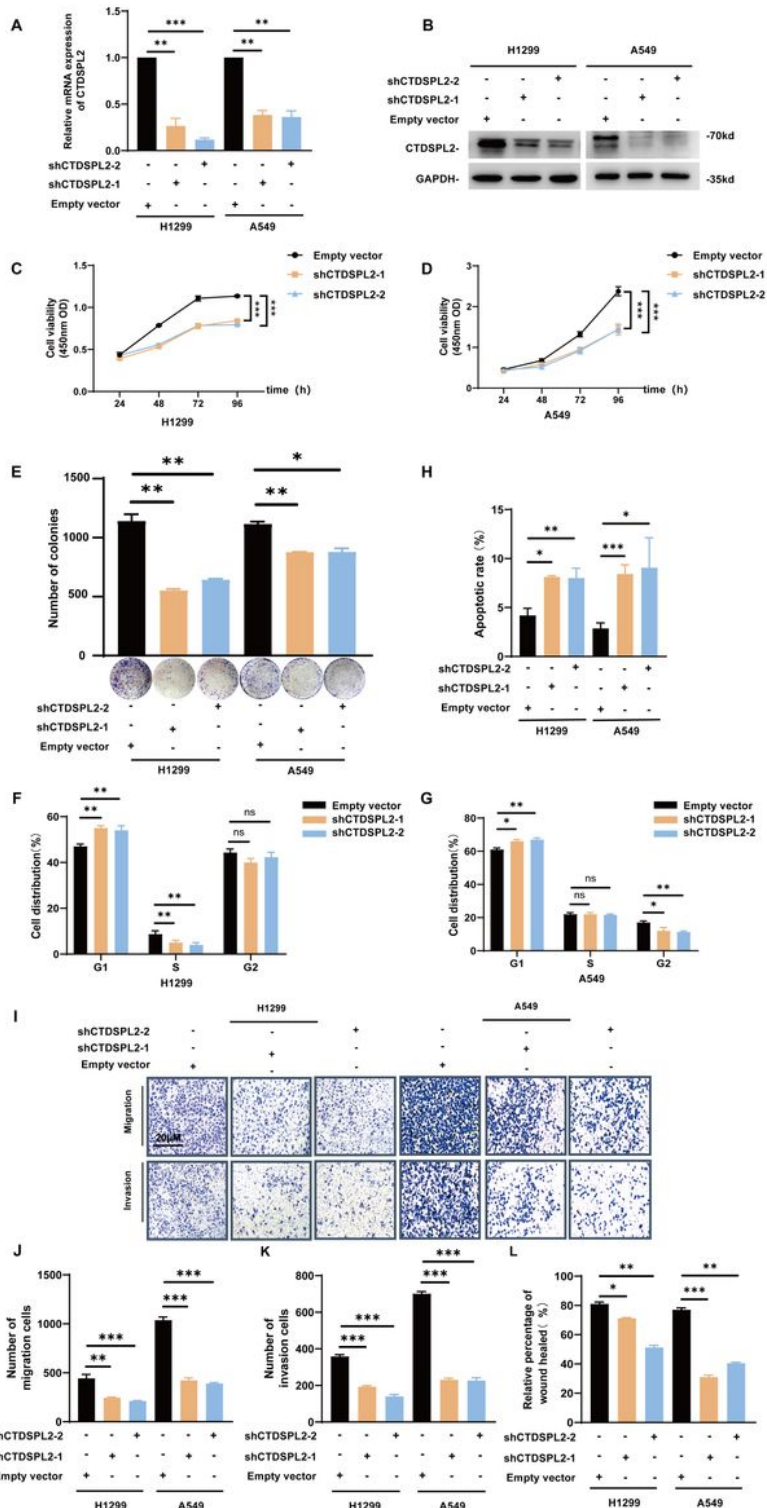 A
Relative mRNA expression
of CTDSPL2
1.5
1.0
0.5
0.0
***
**
**
**
shCTDSPL2-2 - - + - - +
shCTDSPL2-1 - + - - + -
Empty vector + - - + - -
H1299 A549
B
H1299 A549
shCTDSPL2-2 - - + - - +
shCTDSPL2-1 - + - - + -
Empty vector + - - + - -
CTDSPL2- -70kd
GAPDH- -35kd
C
Empty vector
shCTDSPL2-1
shCTDSPL2-2
Cell viability
(450nm OD)
1.5
1.0
0.5
0.0
***
***
24 48 72 96
time (h)
H1299
D
Empty vector
shCTDSPL2-1
shCTDSPL2-2
Cell viability
(450nm OD)
3
2
1
0
***
***
24 48 72 96
time (h)
A549
E
Number of colonies
1500
1000
500
0
**
**
*
**
shCTDSPL2-2 - - + - - +
shCTDSPL2-1 - + - - + -
Empty vector + - - + - -
H1299 A549
H
Apoptotic rate (%)
15
10
5
0
**
*
*
***
shCTDSPL2-2 - - + - - +
shCTDSPL2-1 - + - - + -
Empty vector + - - + - -
H1299 A549
F
Empty vector
shCTDSPL2-1
shCTDSPL2-2
Cell distribution(%)
60
40
20
0
**
**
**
**
ns
ns
G1 S G2
H1299
G
Empty vector
shCTDSPL2-1
shCTDSPL2-2
Cell distribution(%)
80
60
40
20
0
**
*
ns
ns
**
*
G1 S G2
A549
I
H1299 A549
shCTDSPL2-2 - - + - - +
shCTDSPL2-1 - + - - + -
Empty vector + - - + - -
Migration
20μM
Invasion
J
Number of
migration cells
1500
1000
500
0
***
**
***
***
shCTDSPL2-2 - - + - - +
shCTDSPL2-1 - + - - + -
Empty vector + - - + - -
H1299 A549
K
Number of
invasion cells
800
600
400
200
0
***
***
***
***
shCTDSPL2-2 - - + - - +
shCTDSPL2-1 - + - - + -
Empty vector + - - + - -
H1299 A549
L
Relative percentage of
wound healed( %)
100
80
60
40
20
0
**
*
**
***
shCTDSPL2-2 - - + - - +
shCTDSPL2-1 - + - - + -
Empty vector + - - + - -
H1299 A549